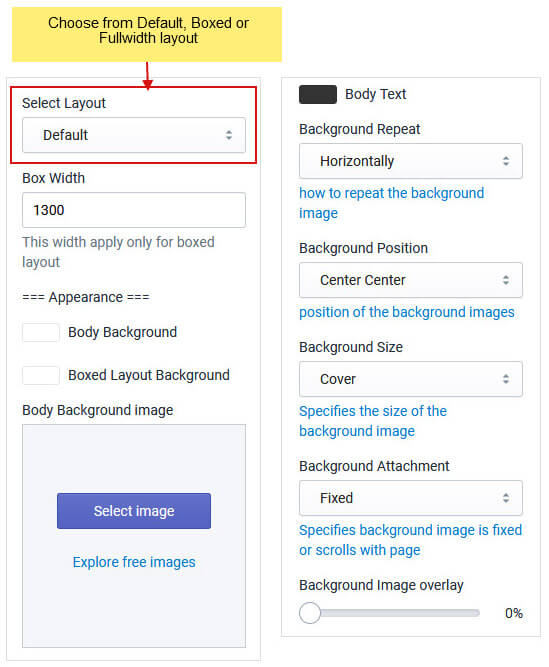 Choose from Default, Boxed or
Fullwidth layout
Select Layout
Default
Box Width
1300
This width apply only for boxed
layout
=== Appearance ===
Body Background
Boxed Layout Background
Body Background image
Select image
Explore free images
Body Text
Background Repeat
Horizontally
how to repeat the background
image
Background Position
Center Center
position of the background images
Background Size
Cover
Specifies the size of the
background image
Background Attachment
Fixed
Specifies background image is fixed
or scrolls with page
Background Image overlay
0%